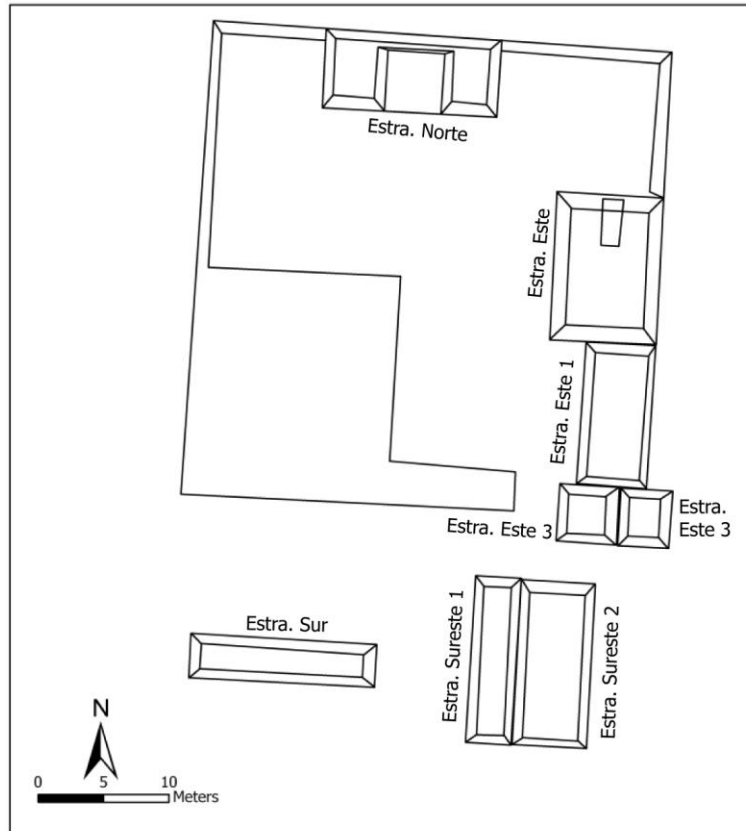 Estra. Norte
Estra. Este
Estra. Este 1
Estra. Este 3
Estra.
Este 3
Estra. Sur
Estra. Sureste 1
Estra. Sureste 2
N
0 5 10
Meters